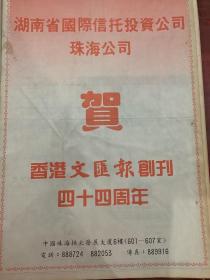 湖南省國際信托投資公司
珠海公司
賀
香港文匯報創刊
四十四周年
中國珠海拱北發展大厦6樓(601—607室)
電話：888724 882053 傳真：889916